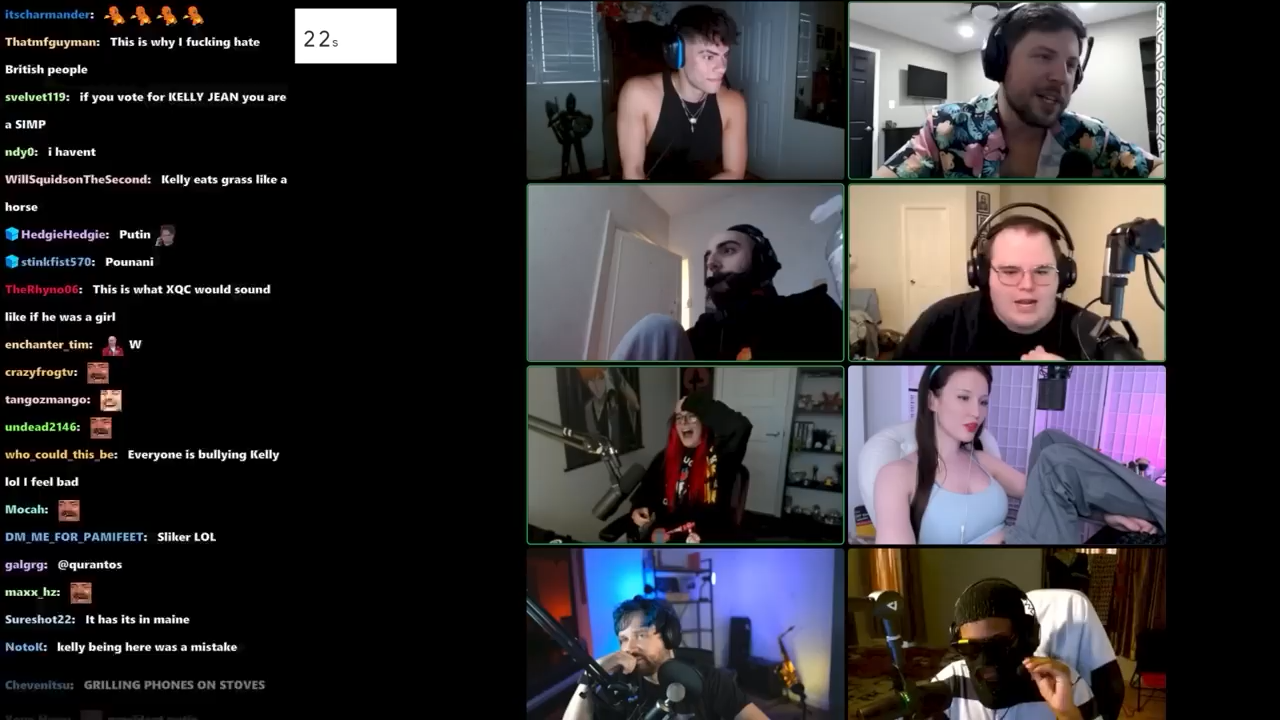 itscharmander:
22s
Thatmfguyman: This is why I fucking hate
British people
svelvet119: if you vote for KELLY JEAN you are
a SIMP
ndy0: i havent
WillSquidsonTheSecond: Kelly eats grass like a
horse
HedgieHedgie: Putin
stinkfist570: Pounani
TheRhyno06: This is what XQC would sound
like if he was a girl
enchanter_tim: W
crazyfrogtv:
tangozmango:
undead2146:
who_could_this_be: Everyone is bullying Kelly
lol I feel bad
Mocah:
DM_ME_FOR_PAMIFEET: Sliker LOL
galgrg: @qurantos
maxx_hz:
Sureshot22: It has its in maine
NotoK: kelly being here was a mistake
Chevenitsu: GRILLING PHONES ON STOVES